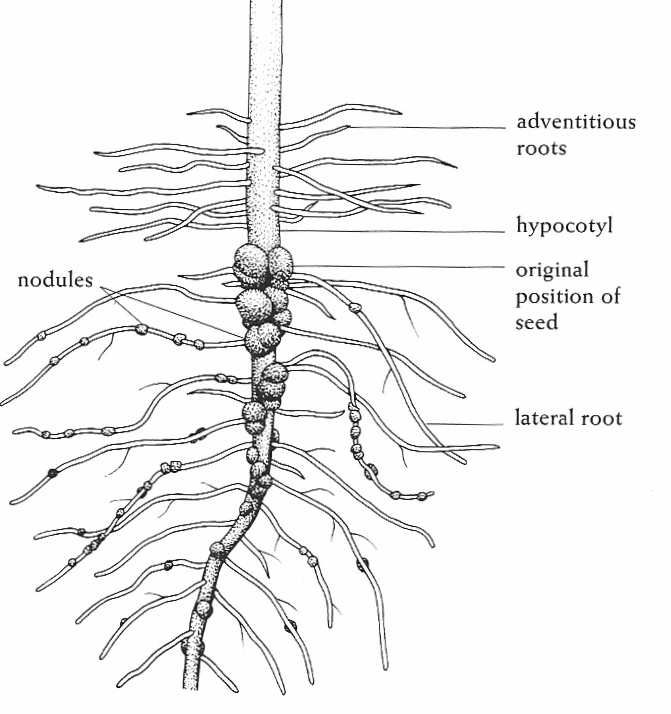 adventitious
roots
hypocotyl
nodules
original
position of
seed
lateral root